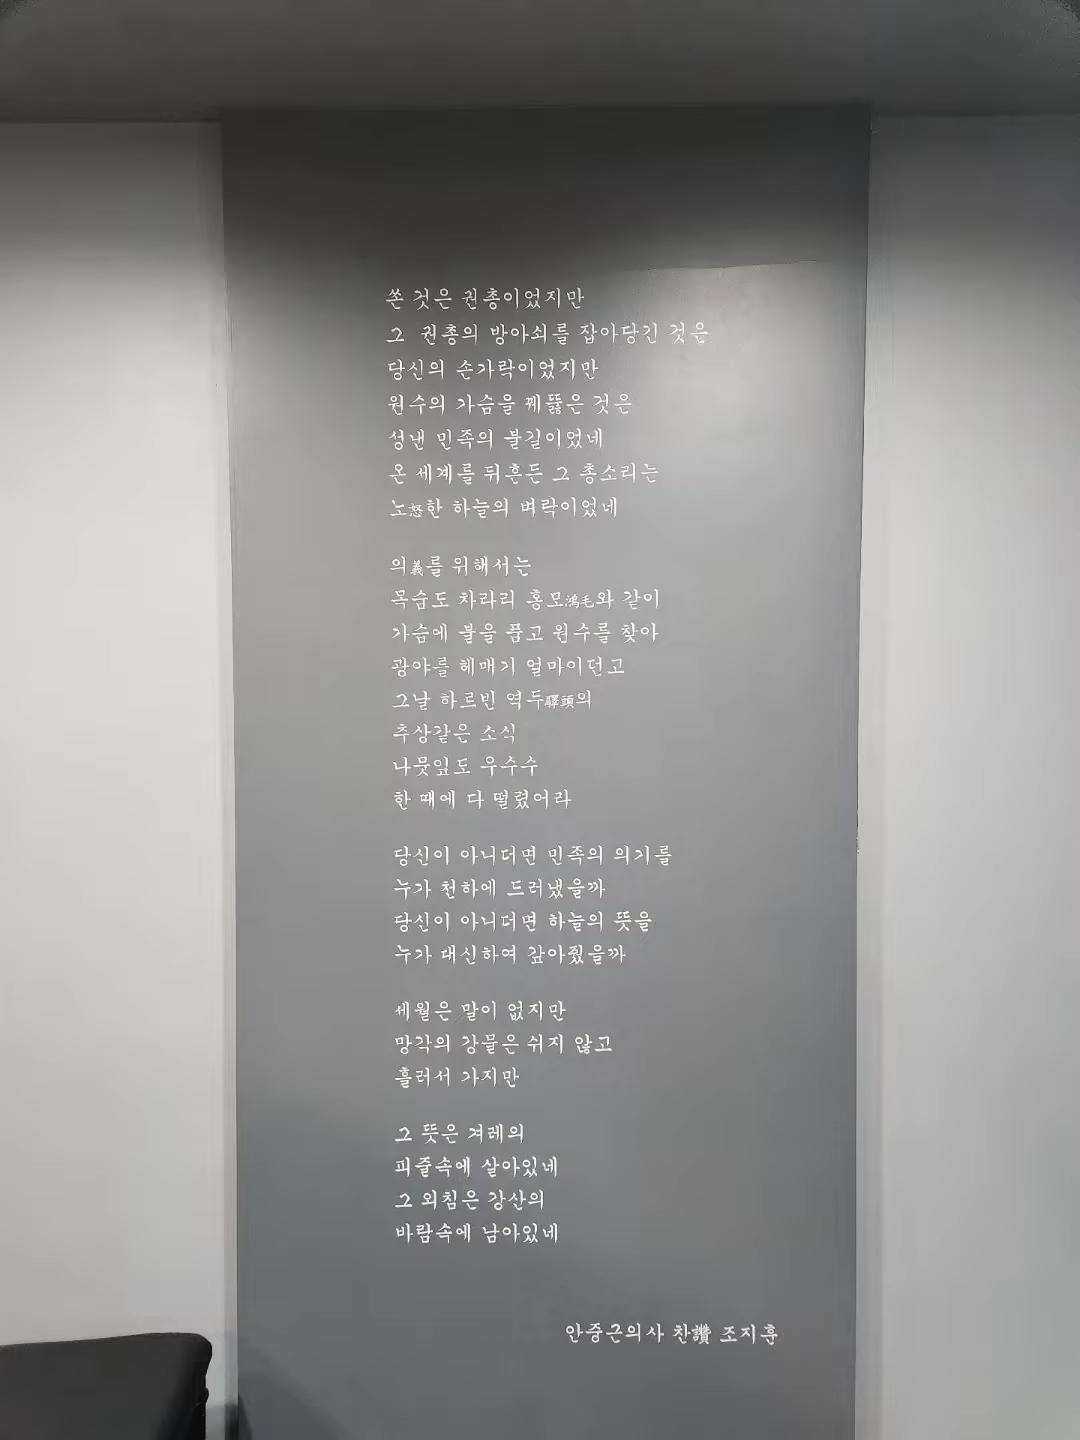 쏜 것은 권총이었지만
그 권총의 방아쇠를 잡아당긴 것은
당신의 손가락이었지만
원수의 가슴을 꿰뚫은 것은
성낸 민족의 불길이었네
온 세계를 뒤흔든 그 총소리는
노怒한 하늘의 벼락이었네
의義를 위해서는
목숨도 차라리 홍모鴻毛와 같이
가슴에 불을 품고 원수를 찾아
광야를 헤매기 얼마이던고
그날 하르빈 역두驛頭의
추상같은 소식
나뭇잎도 우수수
한 때에 다 떨렸어라
당신이 아니더면 민족의 의기를
누가 천하에 드러냈을까
당신이 아니더면 하늘의 뜻을
누가 대신하여 갚아줬을까
세월은 말이 없지만
망각의 강물은 쉬지 않고
흘러서 가지만
그 뜻은 겨레의
피줄속에 살아있네
그 외침은 강산의
바람속에 남아있네
안중근의사 찬讚 조지훈